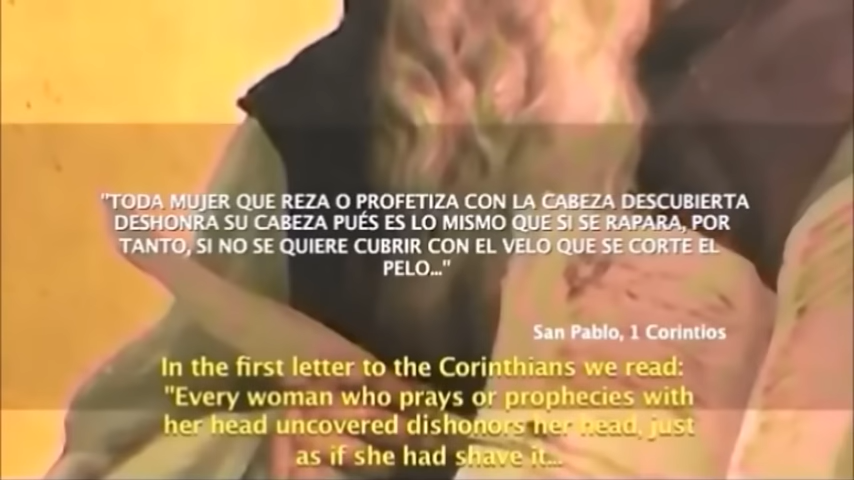 "TODA MUJER QUE REZA O PROFETIZA CON LA CABEZA DESCUBIERTA
DESHONRA SU CABEZA PUÉS ES LO MISMO QUE SI SE RAPARA, POR
TANTO, SI NO SE QUIERE CUBRIR CON EL VELO QUE SE CORTE EL
PELO..."
San Pablo, 1 Corintios
In the first letter to the Corinthians we read:
"Every woman who prays or prophecies with
her head uncovered dishonors her head, just
as if she had shave it...